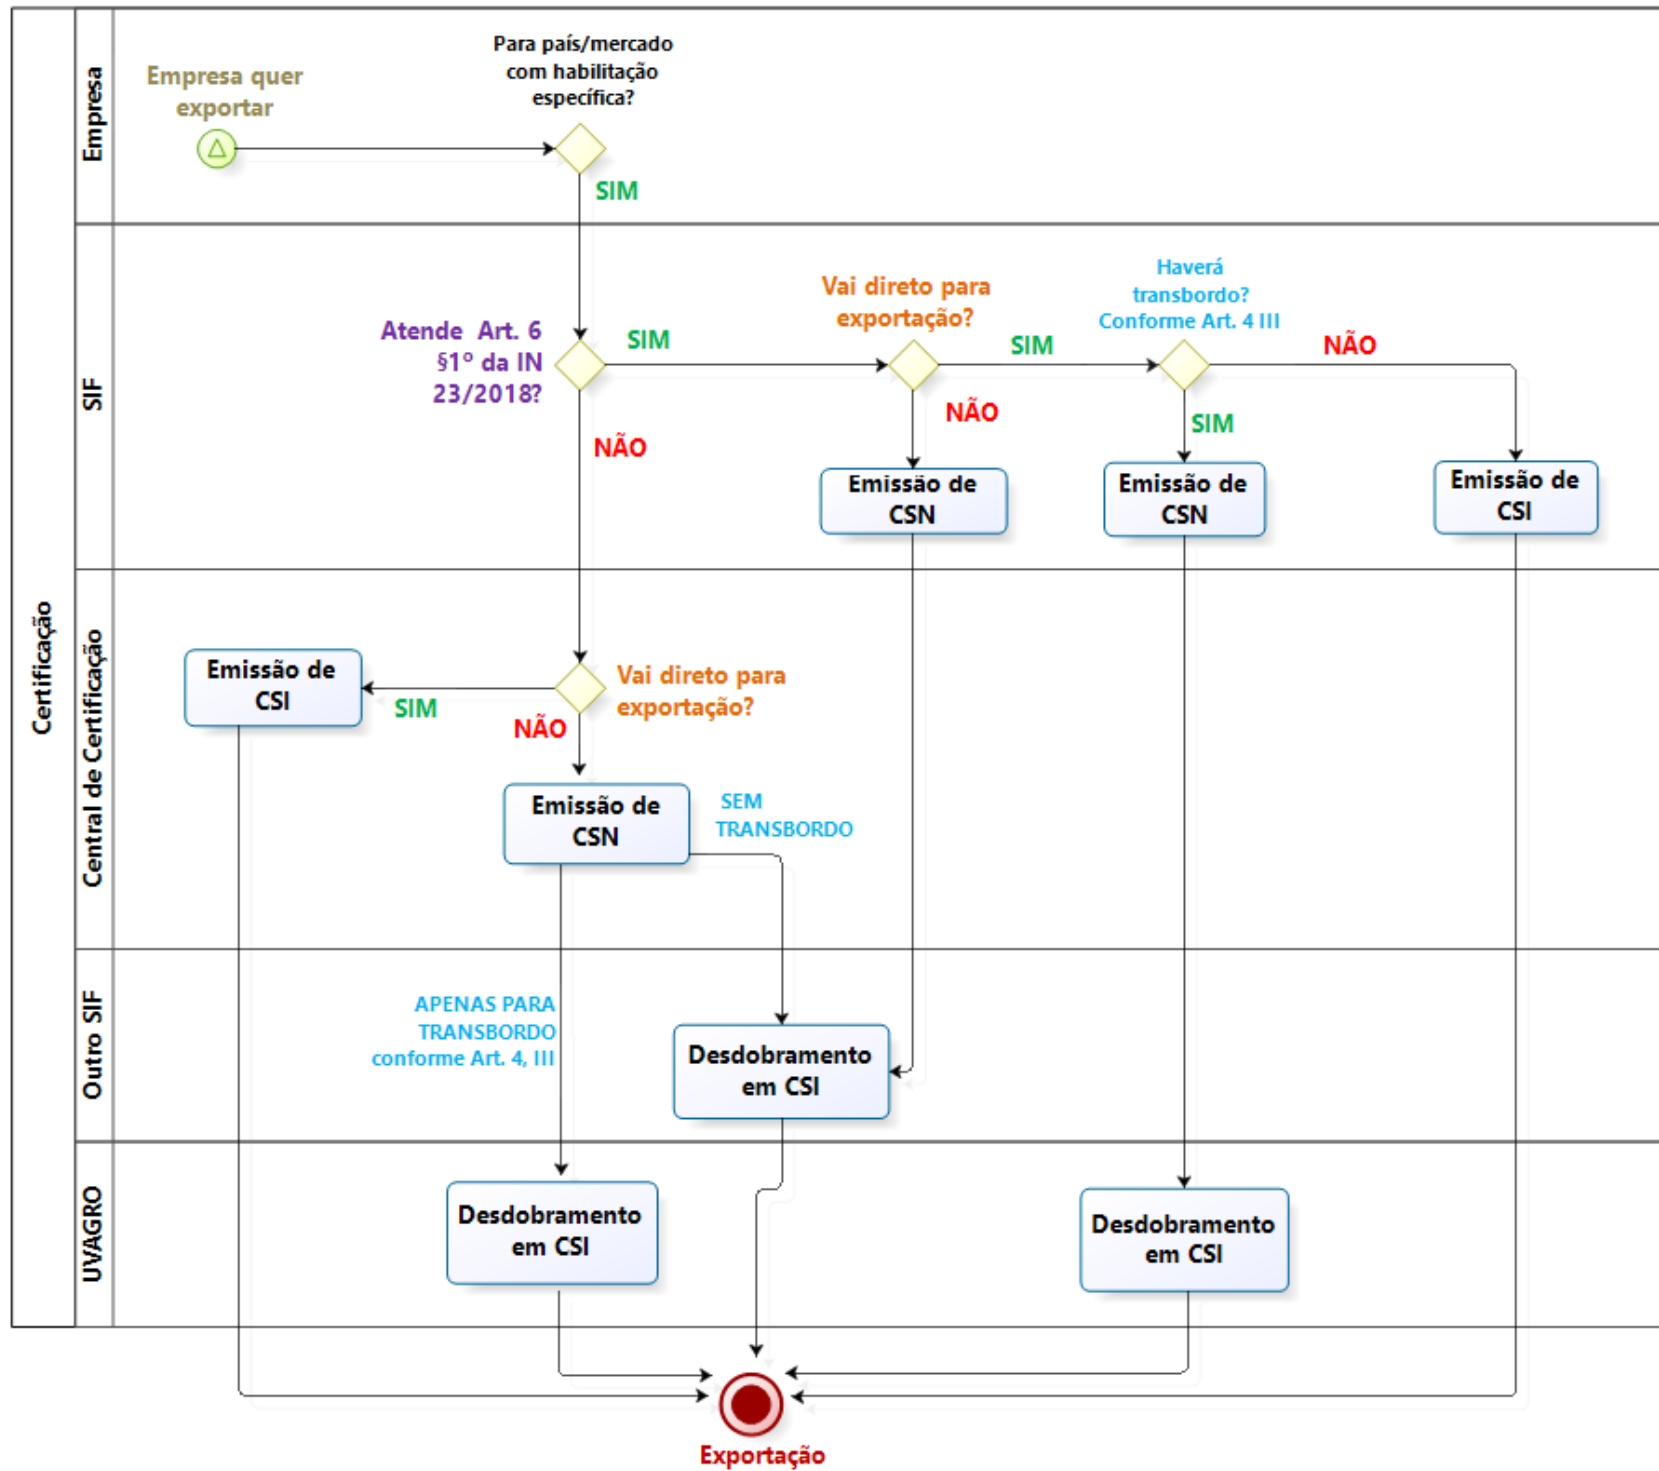 Certificação
Empresa
Empresa quer
exportar
Para país/mercado
com habilitação
específica?
SIM
SIF
Atende  Art. 6
§1º da IN
23/2018?
SIM
NÃO
Vai direto para
exportação?
SIM
NÃO
Haverá
transbordo?
Conforme Art. 4 III
NÃO
SIM
Emissão de
CSN
Emissão de
CSN
Emissão de
CSI
Central de Certificação
Emissão de
CSI
SIM
Vai direto para
exportação?
NÃO
Emissão de
CSN
SEM
TRANSBORDO
Outro SIF
APENAS PARA
TRANSBORDO
conforme Art. 4, III
Desdobramento
em CSI
UVAGRO
Desdobramento
em CSI
Desdobramento
em CSI
Exportação